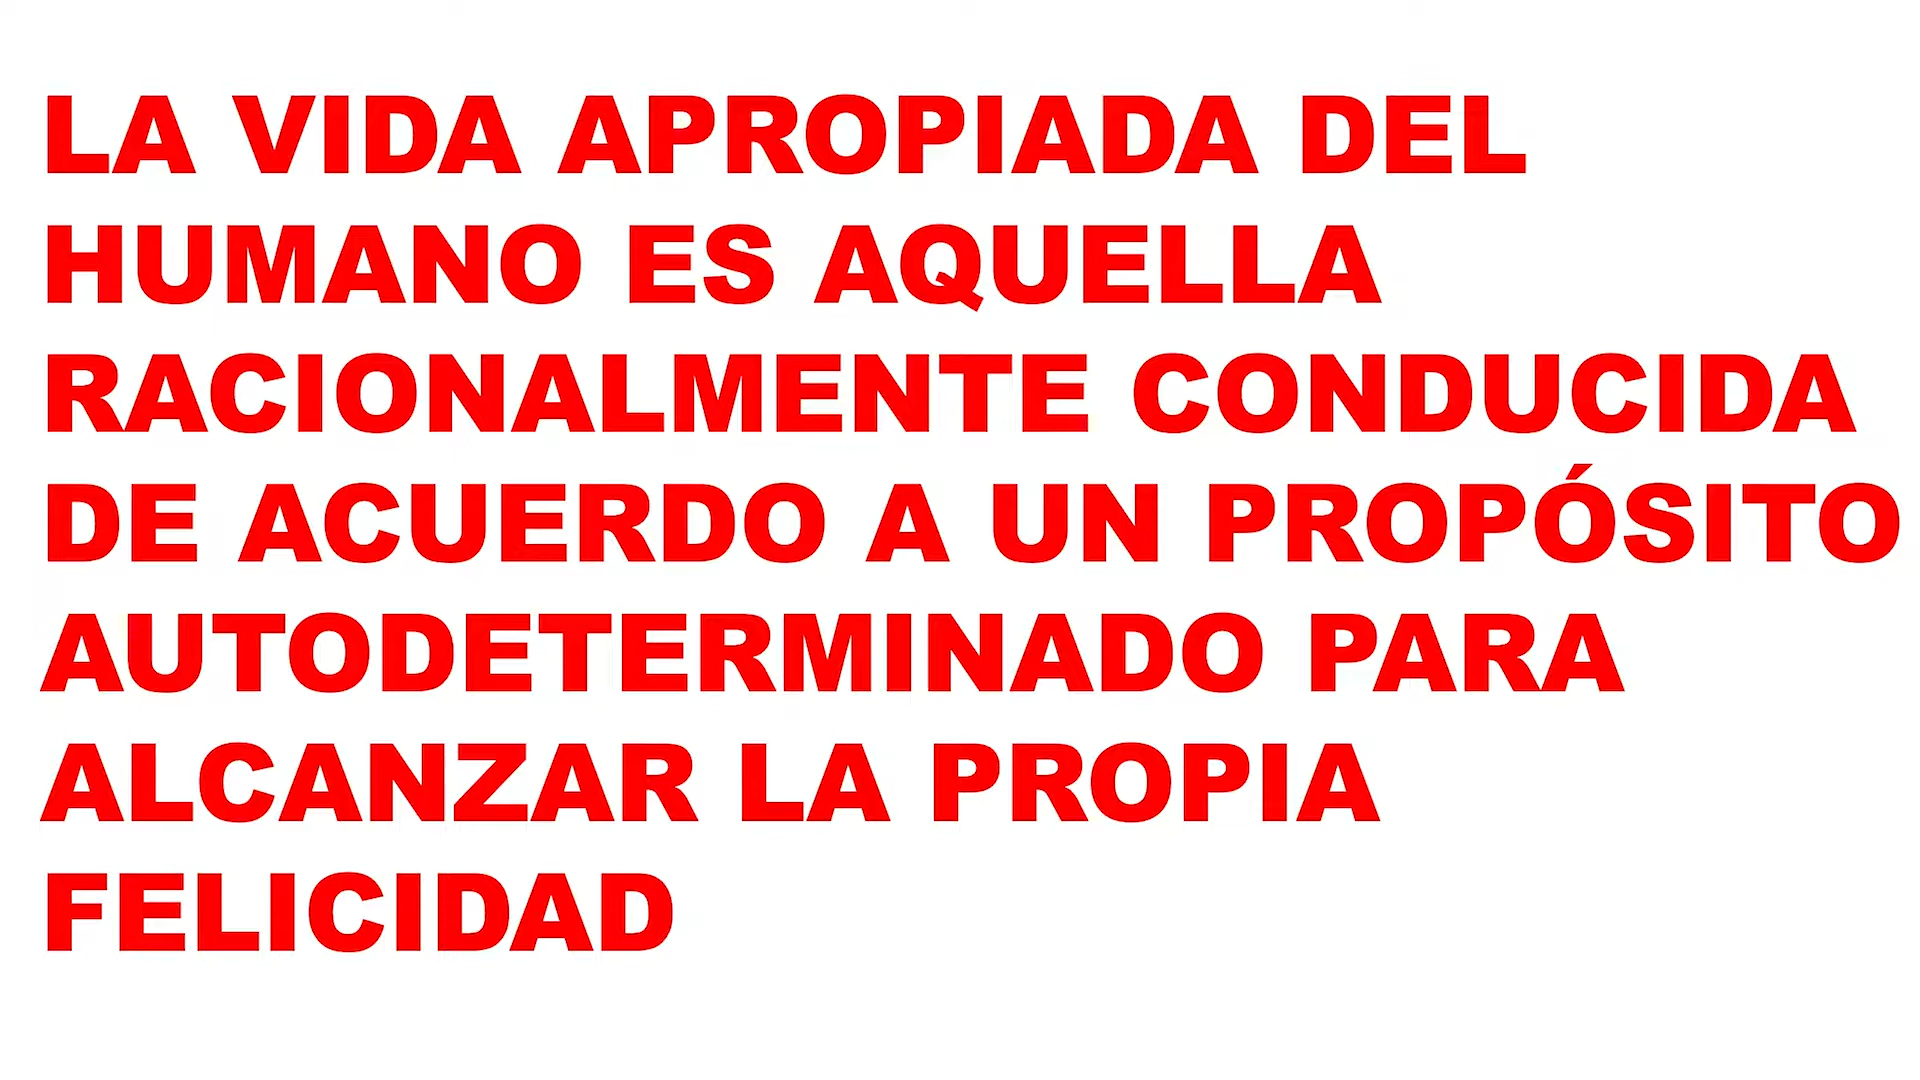 LA VIDA APROPIADA DEL
HUMANO ES AQUELLA
RACIONALMENTE CONDUCIDA
DE ACUERDO A UN PROPÓSITO
AUTODETERMINADO PARA
ALCANZAR LA PROPIA
FELICIDAD